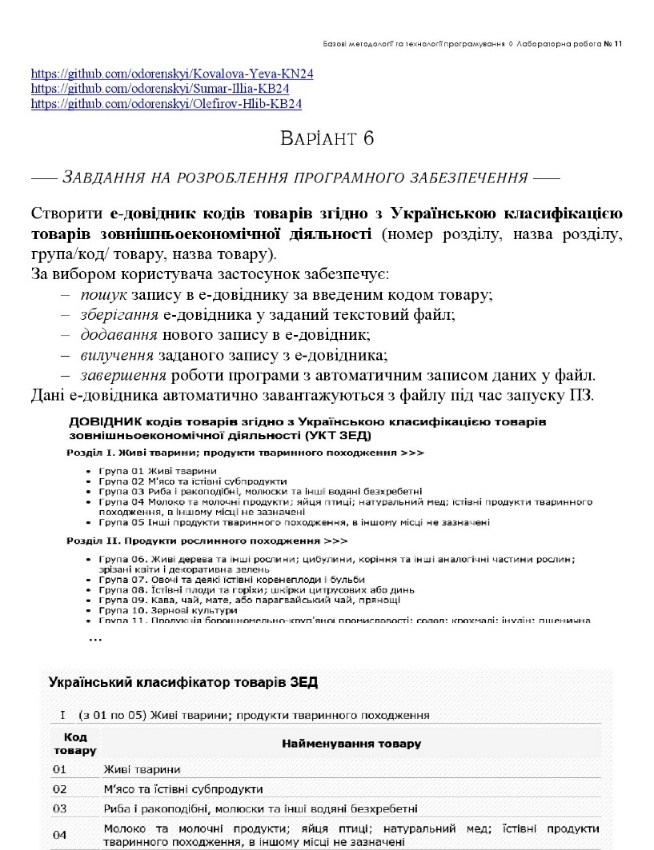 Базові методології та технології програмування ◊ Лабораторна робота № 11
https://github.com/odorenskyi/Kovalova-Yeva-KN24
https://github.com/odorenskyi/Sumar-Illia-KB24
https://github.com/odorenskyi/Olefirov-Hlib-KB24
ВАРІАНТ 6
—— ЗАВДАННЯ НА РОЗРОБЛЕННЯ ПРОГРАМНОГО ЗАБЕЗПЕЧЕННЯ ——
Створити е-довідник кодів товарів згідно з Українською класифікацією
товарів зовнішньоекономічної діяльності (номер розділу, назва розділу,
група/код/ товару, назва товару).
За вибором користувача застосунок забезпечує:
– пошук запису в е-довіднику за введеним кодом товару;
– зберігання е-довідника у заданий текстовий файл;
– додавання нового запису в е-довідник;
– вилучення заданого запису з е-довідника;
– завершення роботи програми з автоматичним записом даних у файл.
Дані е-довідника автоматично завантажуються з файлу під час запуску ПЗ.
ДОВІДНИК кодів товарів згідно з Українською класифікацією товарів
зовнішньоекономічної діяльності (УКТ ЗЕД)
Розділ I. Живі тварини; продукти тваринного походження >>>
• Група 01 Живі тварини
• Група 02 М'ясо та їстівні субпродукти
• Група 03 Риба і ракоподібні, молюски та інші водяні безхребетні
• Група 04 Молоко та молочні продукти; яйця птиці; натуральний мед; їстівні продукти тваринного
походження, в іншому місці не зазначені
• Група 05 Інші продукти тваринного походження, в іншому місці не зазначені
Розділ II. Продукти рослинного походження >>>
• Група 06. Живі дерева та інші рослини; цибулини, коріння та інші аналогічні частини рослин;
зрізані квіти і декоративна зелень
• Група 07. Овочі та деякі їстівні коренеплоди і бульби
• Група 08. Їстівні плоди та горіхи; шкірки цитрусових або динь
• Група 09. Кава, чай, мате, або парагвайський чай, прянощі
• Група 10. Зернові культури
• Група 11. Продукція борошномельно-круп'яної промисловості; солод; крохмалі; інулін; пшенична
...
Український класифікатор товарів ЗЕД
I (з 01 по 05) Живі тварини; продукти тваринного походження
Код
товару Найменування товару
01 Живі тварини
02 М'ясо та їстівні субпродукти
03 Риба і ракоподібні, молюски та інші водяні безхребетні
04 Молоко та молочні продукти; яйця птиці; натуральний мед; їстівні продукти
тваринного походження, в іншому місці не зазначені